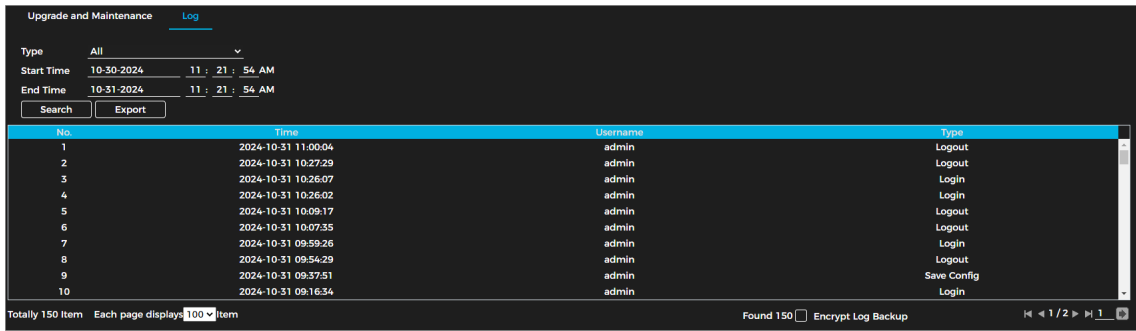 Upgrade and Maintenance Log
Type All
Start Time 10-30-2024 11 : 21 : 54 AM
End Time 10-31-2024 11 : 21 : 54 AM
Search Export
No. Time Username Type
1 2024-10-31 11:00:04 admin Logout
2 2024-10-31 10:27:29 admin Logout
3 2024-10-31 10:26:07 admin Login
4 2024-10-31 10:26:02 admin Login
5 2024-10-31 10:09:17 admin Logout
6 2024-10-31 10:07:35 admin Logout
7 2024-10-31 09:59:26 admin Login
8 2024-10-31 09:54:29 admin Logout
9 2024-10-31 09:37:51 admin Save Config
10 2024-10-31 09:16:34 admin Login
Totally 150 Item Each page displays 100 Item Found 150 Encrypt Log Backup 1 / 2 1